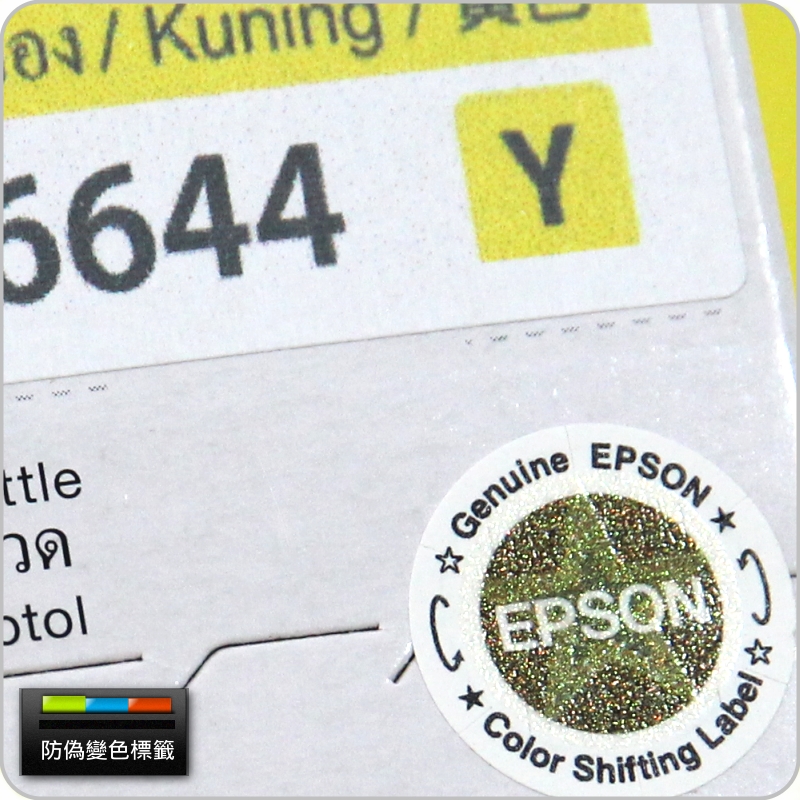 / Kuning /
6644
Y
ttle
วด
otol
Genuine EPSON
EPSON
Color Shifting Label
防偽變色標籤